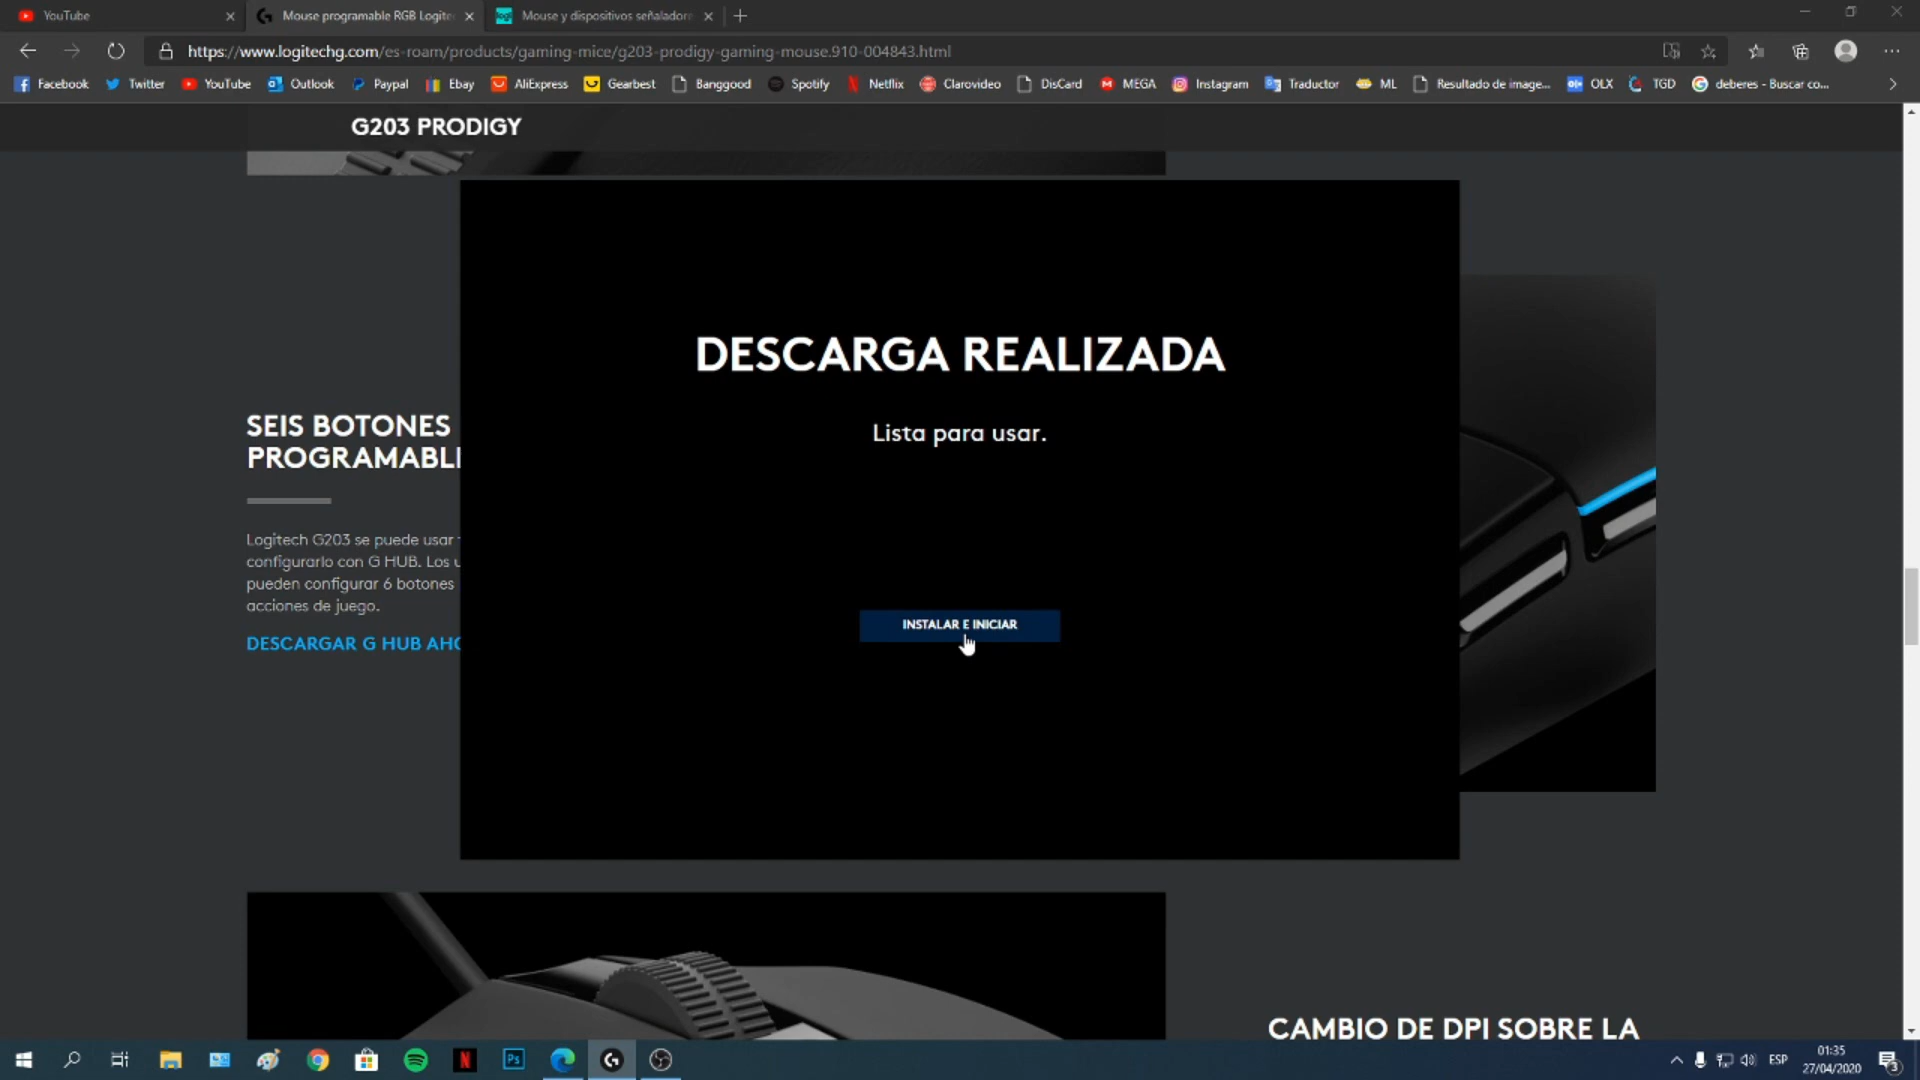 YouTube
Mouse programable RGB Logite
Mouse y dispositivos señalador
https://www.logitechg.com/es-roam/products/gaming-mice/g203-prodigy-gaming-mouse.910-004843.html
Facebook
Twitter
YouTube
Outlook
Paypal
Ebay
AliExpress
Gearbest
Banggood
Spotify
Netflix
Clarovideo
DisCard
MEGA
Instagram
Traductor
ML
Resultado de image...
OLX
TGD
deberes - Buscar co...
G203 PRODIGY
DESCARGA REALIZADA
Lista para usar.
INSTALAR E INICIAR
SEIS BOTONES
PROGRAMABL
Logitech G203 se puede usar
configurarlo con G HUB. Los
pueden configurar 6 botones
acciones de juego.
DESCARGAR G HUB AHO
CAMBIO DE DPI SOBRE LA
Ps
ESP
01:35
27/04/2020
3